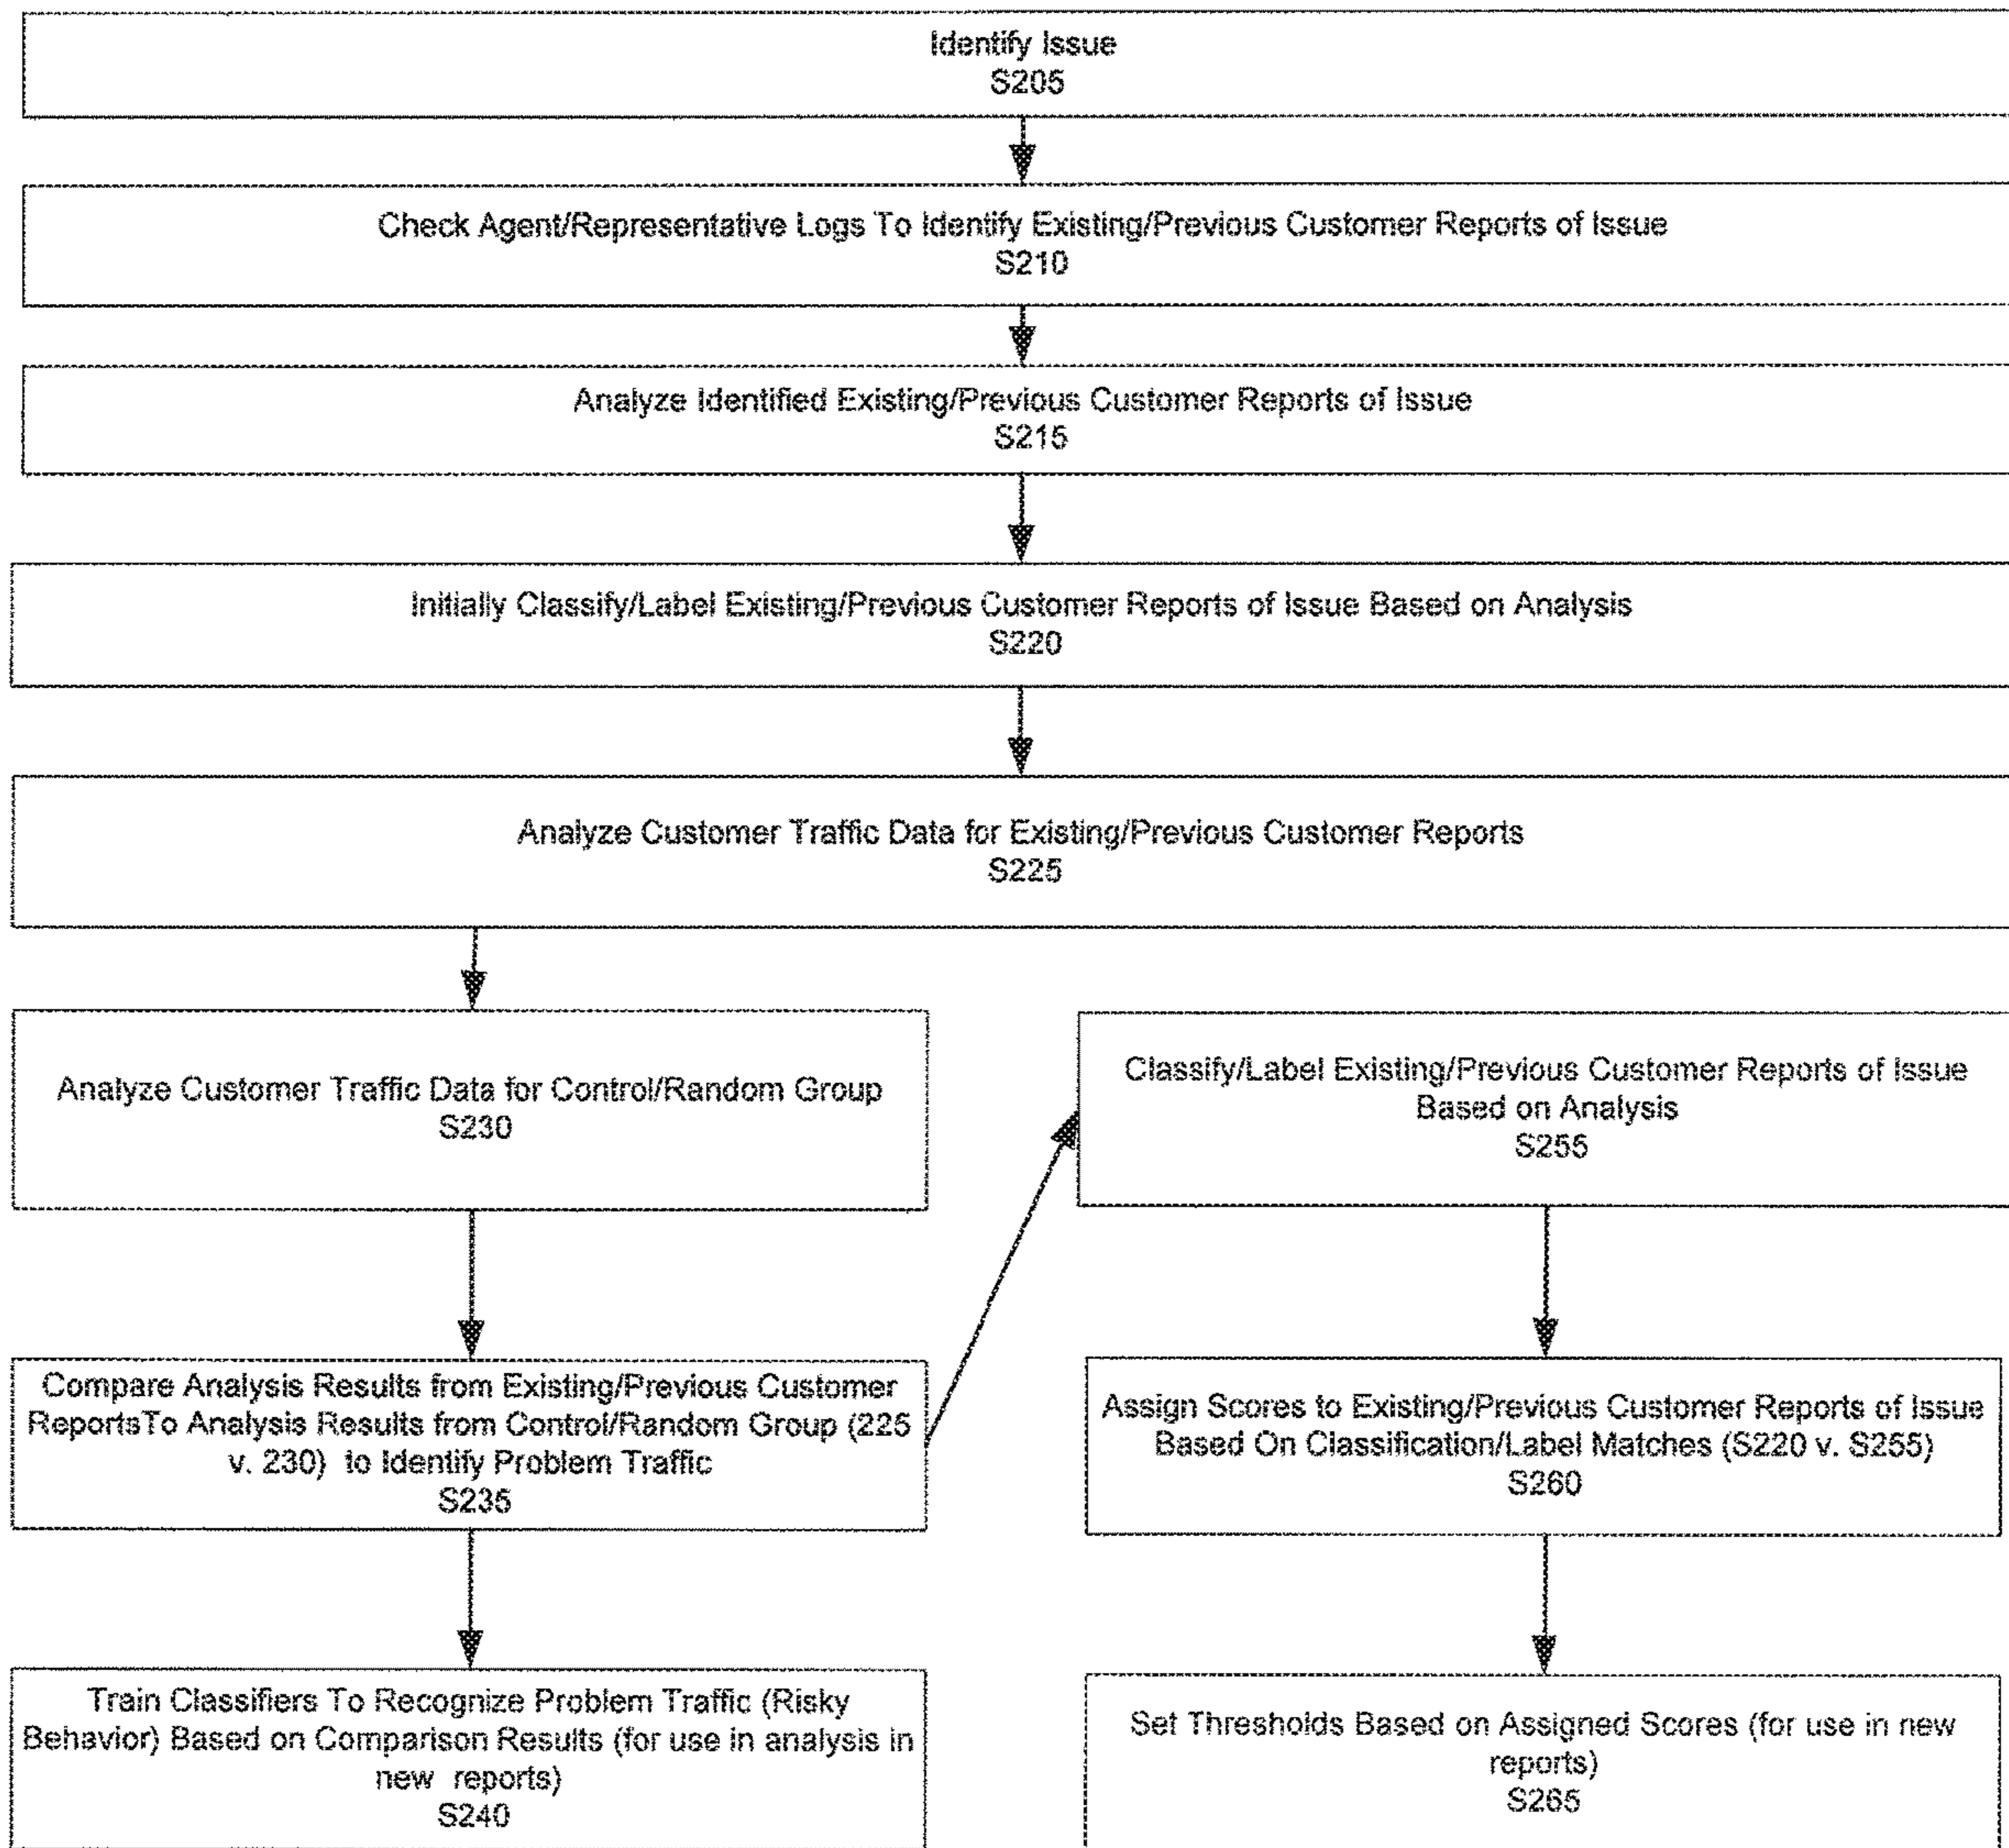 Identify Issue
S205
Check Agent/Representative Logs To Identify Existing/Previous Customer Reports of Issue
S210
Analyze Identified Existing/Previous Customer Reports of Issue
S215
Initially Classify/Label Existing/Previous Customer Reports of Issue Based on Analysis
S220
Analyze Customer Traffic Data for Existing/Previous Customer Reports
S225
Analyze Customer Traffic Data for Control/Random Group
S230
Compare Analysis Results from Existing/Previous Customer
ReportsTo Analysis Results from Control/Random Group (225
v. 230) to Identify Problem Traffic
S235
Train Classifiers To Recognize Problem Traffic (Risky
Behavior) Based on Comparison Results (for use in analysis in
new reports)
S240
Classify/Label Existing/Previous Customer Reports of Issue
Based on Analysis
S255
Assign Scores to Existing/Previous Customer Reports of Issue
Based On Classification/Label Matches (S220 v. S255)
S260
Set Thresholds Based on Assigned Scores (for use in new
reports)
S265